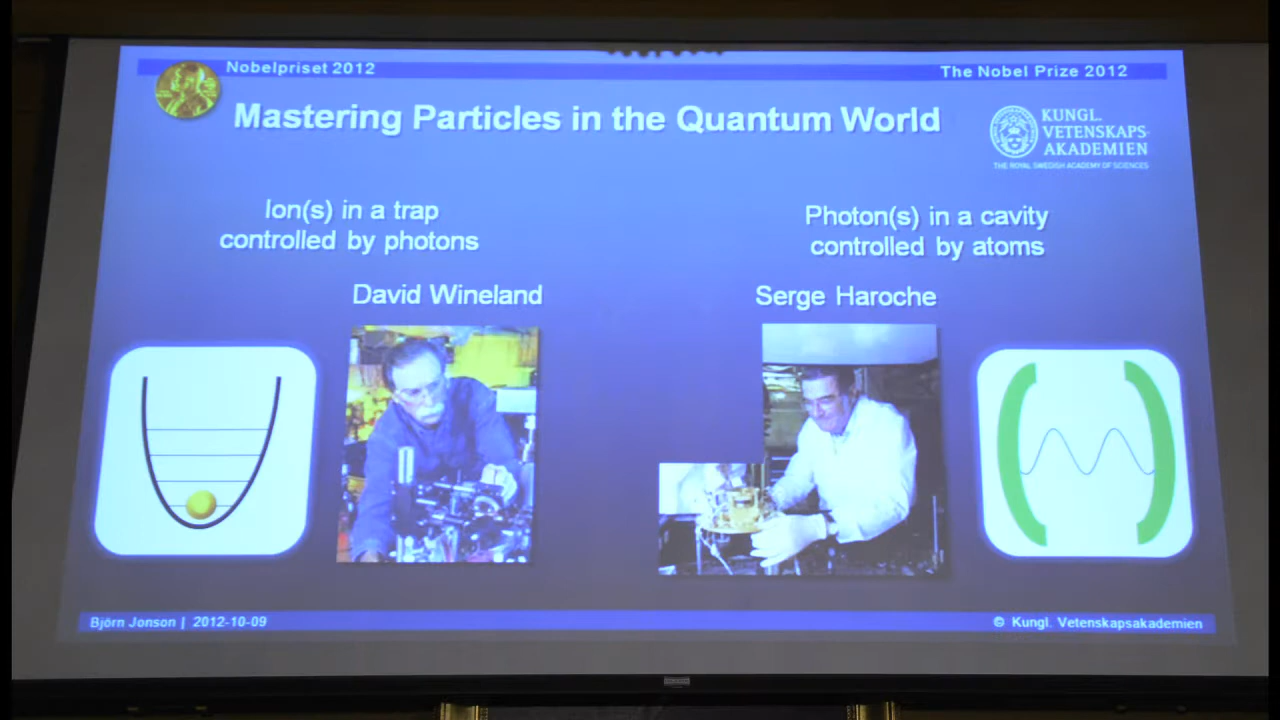 Nobelpriset 2012
The Nobel Prize 2012
Mastering Particles in the Quantum World
KUNGL.
VETENSKAPS-
AKADEMIEN
THE ROYAL SWEDISH ACADEMY OF SCIENCES
Ion(s) in a trap
controlled by photons
Photon(s) in a cavity
controlled by atoms
David Wineland
Serge Haroche
Björn Jonson | 2012-10-09
© Kungl. Vetenskapsakademien